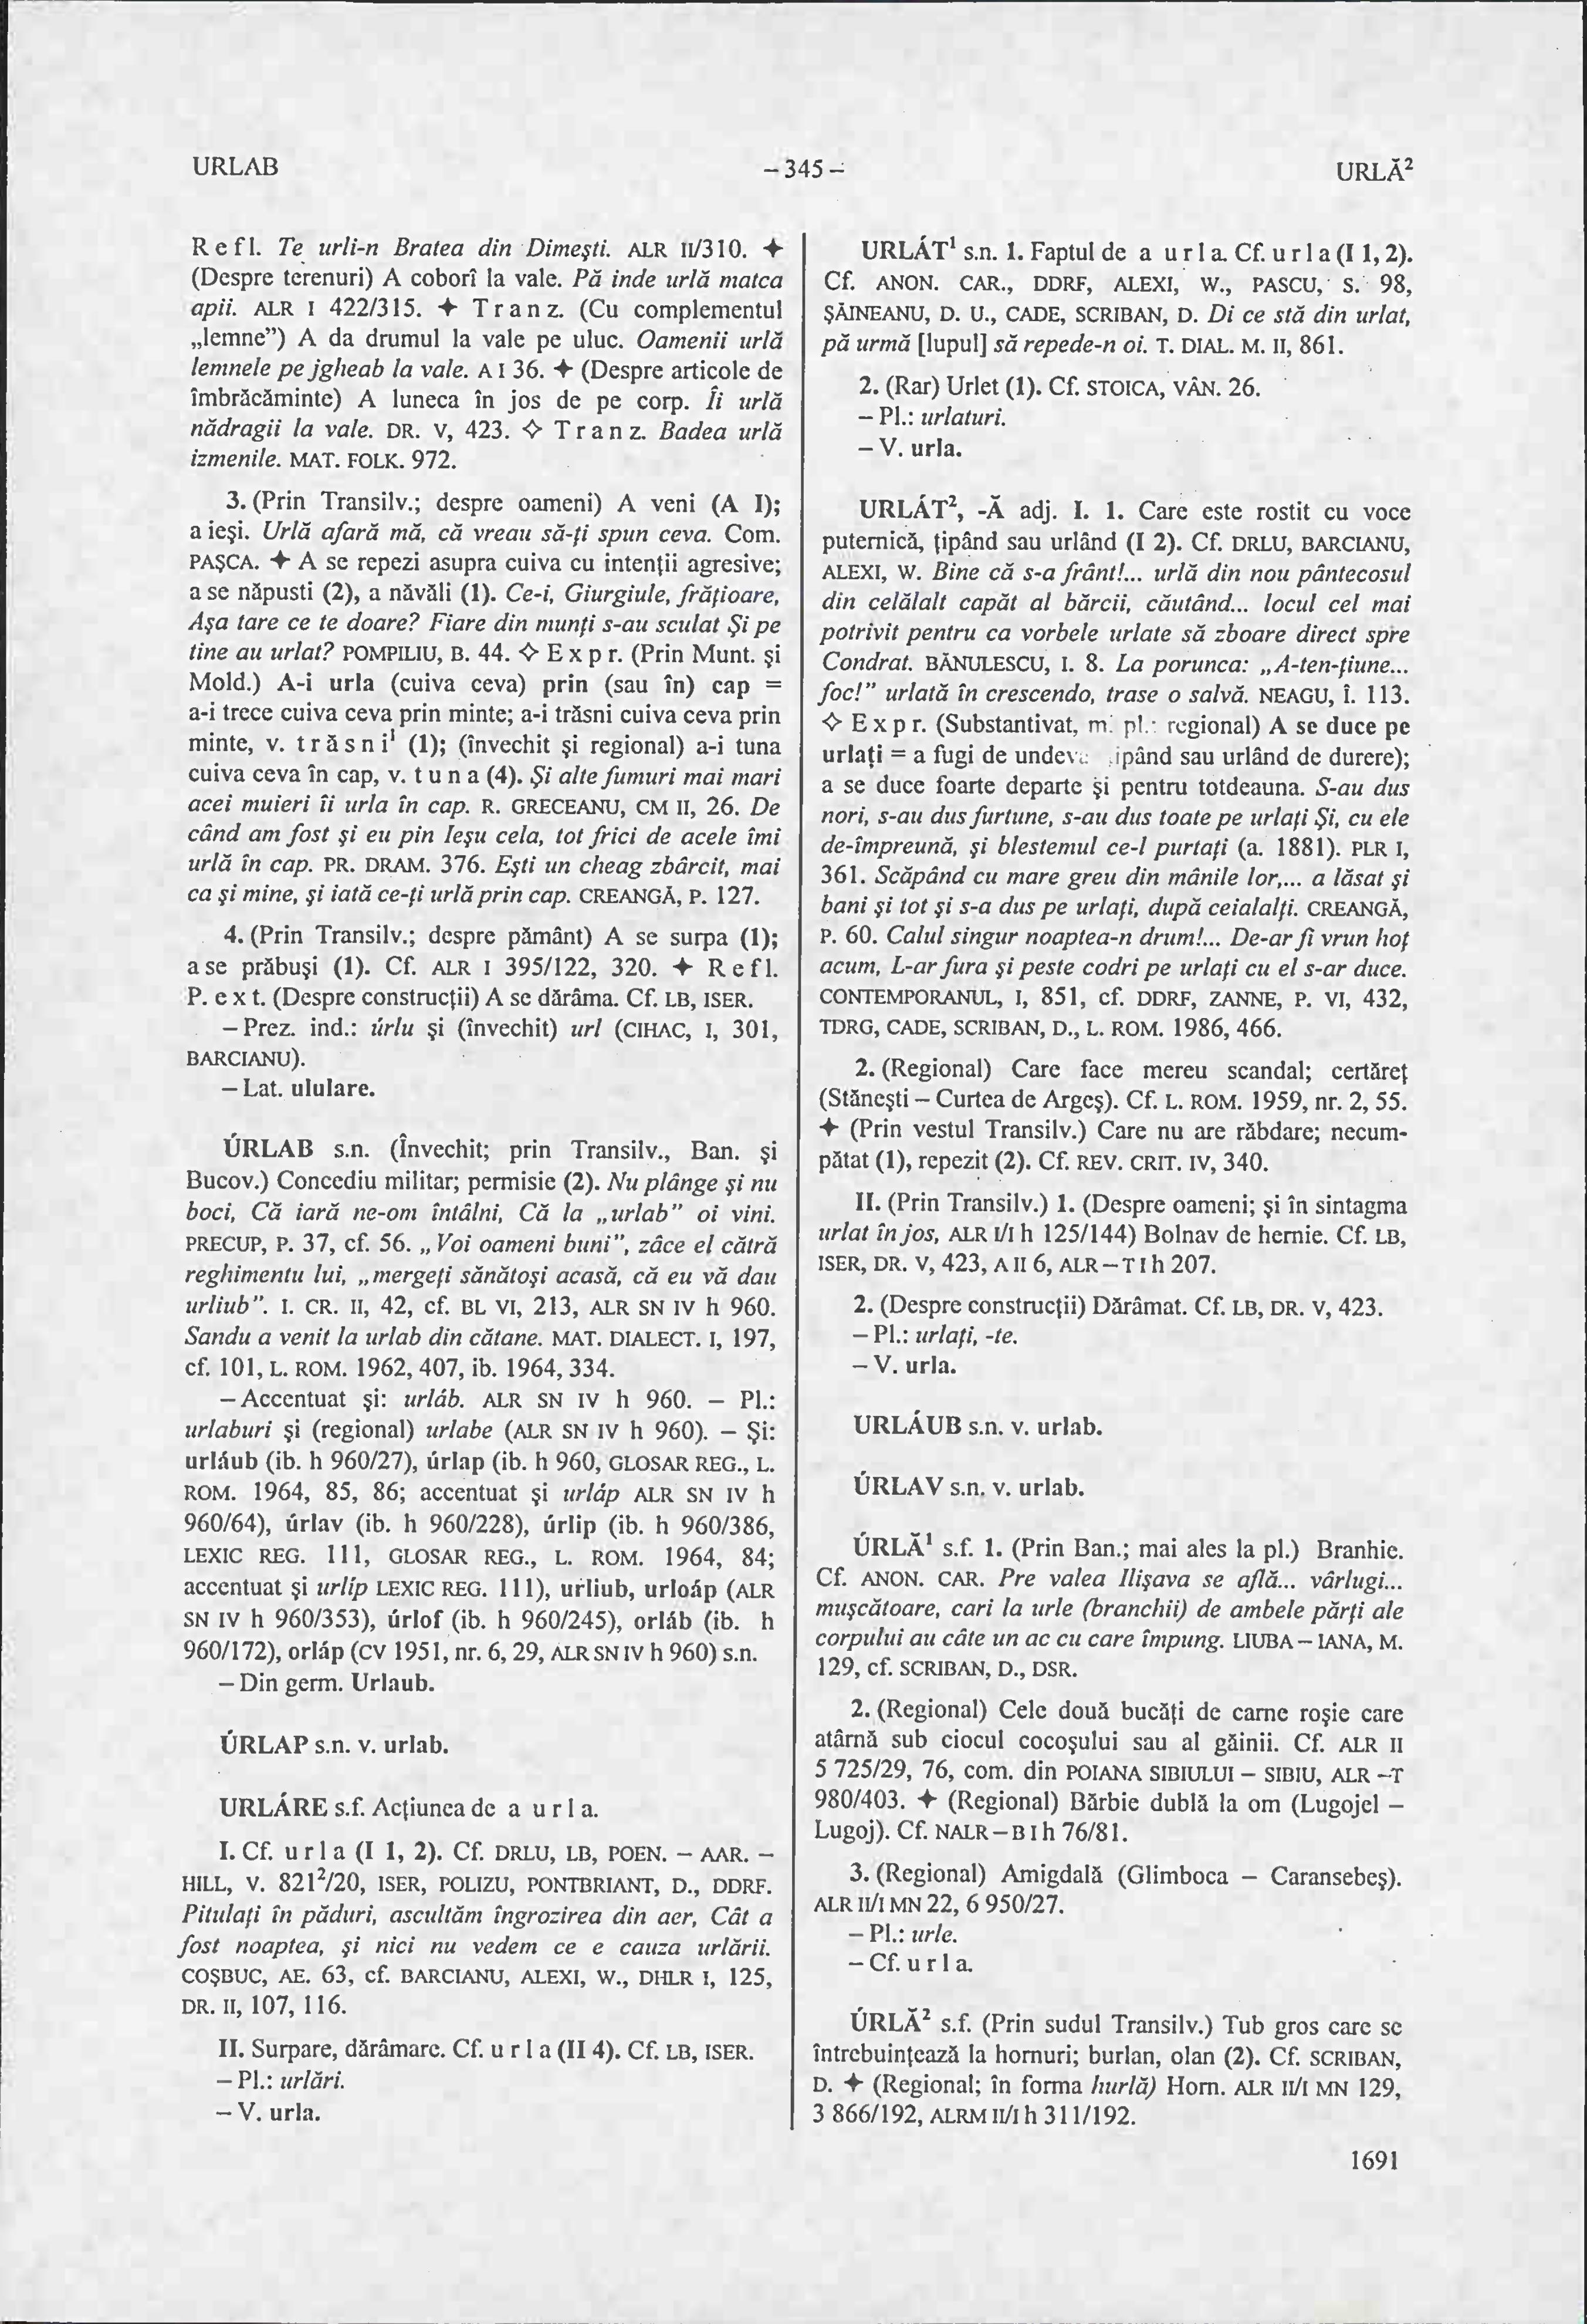 URLAB
– 345 –
URLĂ²
Refl. Te urli-n Bratea din Dimeşti. ALR II/310. ✦
(Despre terenuri) A coborî la vale. Pă inde urlă matca
apii. ALR I 422/315. ✦ Tranz. (Cu complementul
„lemne”) A da drumul la vale pe uluc. Oamenii urlă
lemnele pe jgheab la vale. A I 36. ✦ (Despre articole de
îmbrăcăminte) A luneca în jos de pe corp. Îi urlă
nădragii la vale. DR. V, 423. ◇ Tranz. Badea urlă
izmenile. MAT. FOLK. 972.
3. (Prin Transilv.; despre oameni) A veni (A I);
a ieşi. Urlă afară mă, că vreau să-ţi spun ceva. Com.
PAŞCA. ✦ A se repezi asupra cuiva cu intenţii agresive;
a se năpusti (2), a năvăli (1). Ce-i, Giurgiule, frăţioare,
Aşa tare ce te doare? Fiare din munţi s-au sculat Şi pe
tine au urlat? POMPILIU, B. 44. ◇ Expr. (Prin Munt. şi
Mold.) A-i urla (cuiva ceva) prin (sau în) cap =
a-i trece cuiva ceva prin minte; a-i trăsni cuiva ceva prin
minte, v. trăsni¹ (1); (învechit şi regional) a-i tuna
cuiva ceva în cap, v. tuna (4). Şi alte fumuri mai mari
acei muieri îi urla în cap. R. GRECEANU, CM II, 26. De
când am fost şi eu pin Ieşu cela, tot frici de acele îmi
urlă în cap. PR. DRAM. 376. Eşti un cheag zbârcit, mai
ca şi mine, şi iată ce-ţi urlă prin cap. CREANGĂ, P. 127.
4. (Prin Transilv.; despre pământ) A se surpa (1);
a se prăbuşi (1). Cf. ALR I 395/122, 320. ✦ Refl.
P. ext. (Despre construcţii) A se dărâma. Cf. LB, ISER.
– Prez. ind.: úrlu şi (învechit) url (CIHAC, I, 301,
BARCIANU).
– Lat. ululare.
ÚRLAB s.n. (Învechit; prin Transilv., Ban. şi
Bucov.) Concediu militar; permisie (2). Nu plânge şi nu
boci, Că iară ne-om întâlni, Că la „urlab” oi vini.
PRECUP, P. 37, cf. 56. „Voi oameni buni”, zâce el cătră
reghimentu lui, „mergeţi sănătoşi acasă, că eu vă dau
urliub”. I. CR. II, 42, cf. BL VI, 213, ALR SN IV h 960.
Sandu a venit la urlab din cătane. MAT. DIALECT. I, 197,
cf. 101, L. ROM. 1962, 407, ib. 1964, 334.
– Accentuat şi: urláb. ALR SN IV h 960. – Pl.:
urlaburi şi (regional) urlabe (ALR SN IV h 960). – Şi:
urláub (ib. h 960/27), úrlap (ib. h 960, GLOSAR REG., L.
ROM. 1964, 85, 86; accentuat şi urláp ALR SN IV h
960/64), úrlav (ib. h 960/228), úrlip (ib. h 960/386,
LEXIC REG. 111, GLOSAR REG., L. ROM. 1964, 84;
accentuat şi urlíp LEXIC REG. 111), urliub, urloáp (ALR
SN IV h 960/353), úrlof (ib. h 960/245), orláb (ib. h
960/172), orláp (CV 1951, nr. 6, 29, ALR SN IV h 960) s.n.
– Din germ. Urlaub.
ÚRLAP s.n. v. urlab.
URLÁRE s.f. Acţiunea de a urla.
I. Cf. urla (I 1, 2). Cf. DRLU, LB, POEN. – AAR. –
HILL, V. 821²/20, ISER, POLIZU, PONTBRIANT, D., DDRF.
Pitulaţi în păduri, ascultăm îngrozirea din aer, Cât a
fost noaptea, şi nici nu vedem ce e cauza urlării.
COŞBUC, AE. 63, cf. BARCIANU, ALEXI, W., DHLR I, 125,
DR. II, 107, 116.
II. Surpare, dărâmare. Cf. urla (II 4). Cf. LB, ISER.
– Pl.: urlări.
– V. urla.
URLÁT¹ s.n. 1. Faptul de a urla. Cf. urla (I 1, 2).
Cf. ANON. CAR., DDRF, ALEXI, W., PASCU, S. 98,
ŞĂINEANU, D. U., CADE, SCRIBAN, D. Di ce stă din urlat,
pă urmă [lupul] să repede-n oi. T. DIAL. M. II, 861.
2. (Rar) Urlet (1). Cf. STOICA, VÂN. 26.
– Pl.: urlaturi.
– V. urla.
URLÁT², -Ă adj. I. 1. Care este rostit cu voce
puternică, ţipând sau urlând (I 2). Cf. DRLU, BARCIANU,
ALEXI, W. Bine că s-a frânt!... urlă din nou pântecosul
din celălalt capăt al bărcii, căutând... locul cel mai
potrivit pentru ca vorbele urlate să zboare direct spre
Condrat. BĂNULESCU, I. 8. La porunca: „A-ten-ţiune...
foc!” urlată în crescendo, trase o salvă. NEAGU, Î. 113.
◇ Expr. (Substantivat, m. pl.: regional) A se duce pe
urlaţi = a fugi de ipând sau urlând de durere);
a se duce foarte departe şi pentru totdeauna. S-au dus
nori, s-au dus furtune, s-au dus toate pe urlaţi Şi, cu ele
de-împreună, şi blestemul ce-l purtaţi (a. 1881). PLR I,
361. Scăpând cu mare greu din mânile lor,... a lăsat şi
bani şi tot şi s-a dus pe urlaţi, după ceialalţi. CREANGĂ,
P. 60. Calul singur noaptea-n drum!... De-ar fi vrun hoţ
acum, L-ar fura şi peste codri pe urlaţi cu el s-ar duce.
CONTEMPORANUL, I, 851, cf. DDRF, ZANNE, P. VI, 432,
TDRG, CADE, SCRIBAN, D., L. ROM. 1986, 466.
2. (Regional) Care face mereu scandal; certăreţ
(Stăneşti – Curtea de Argeş). Cf. L. ROM. 1959, nr. 2, 55.
✦ (Prin vestul Transilv.) Care nu are răbdare; necum-
pătat (1), repezit (2). Cf. REV. CRIT. IV, 340.
II. (Prin Transilv.) 1. (Despre oameni; şi în sintagma
urlat în jos, ALR I/I h 125/144) Bolnav de hernie. Cf. LB,
ISER, DR. V, 423, A II 6, ALR – T I h 207.
2. (Despre construcţii) Dărâmat. Cf. LB, DR. V, 423.
– Pl.: urlaţi, -te.
– V. urla.
URLÁUB s.n. v. urlab.
ÚRLAV s.n. v. urlab.
ÚRLĂ¹ s.f. 1. (Prin Ban.; mai ales la pl.) Branhie.
Cf. ANON. CAR. Pre valea Ilişava se află... vârlugi...
muşcătoare, cari la urle (branchii) de ambele părţi ale
corpului au câte un ac cu care împung. LIUBA – IANA, M.
129, cf. SCRIBAN, D., DSR.
2. (Regional) Cele două bucăţi de carne roşie care
atârnă sub ciocul cocoşului sau al găinii. Cf. ALR II
5 725/29, 76, com. din POIANA SIBIULUI – SIBIU, ALR – T
980/403. ✦ (Regional) Bărbie dublă la om (Lugojel –
Lugoj). Cf. NALR – B I h 76/81.
3. (Regional) Amigdală (Glimboca – Caransebeş).
ALR II/I MN 22, 6 950/27.
– Pl.: urle.
– Cf. urla.
ÚRLĂ² s.f. (Prin sudul Transilv.) Tub gros care se
întrebuinţează la hornuri; burlan, olan (2). Cf. SCRIBAN,
D. ✦ (Regional; în forma hurlă) Horn. ALR II/I MN 129,
3 866/192, ALRM II/I h 311/192.
1691